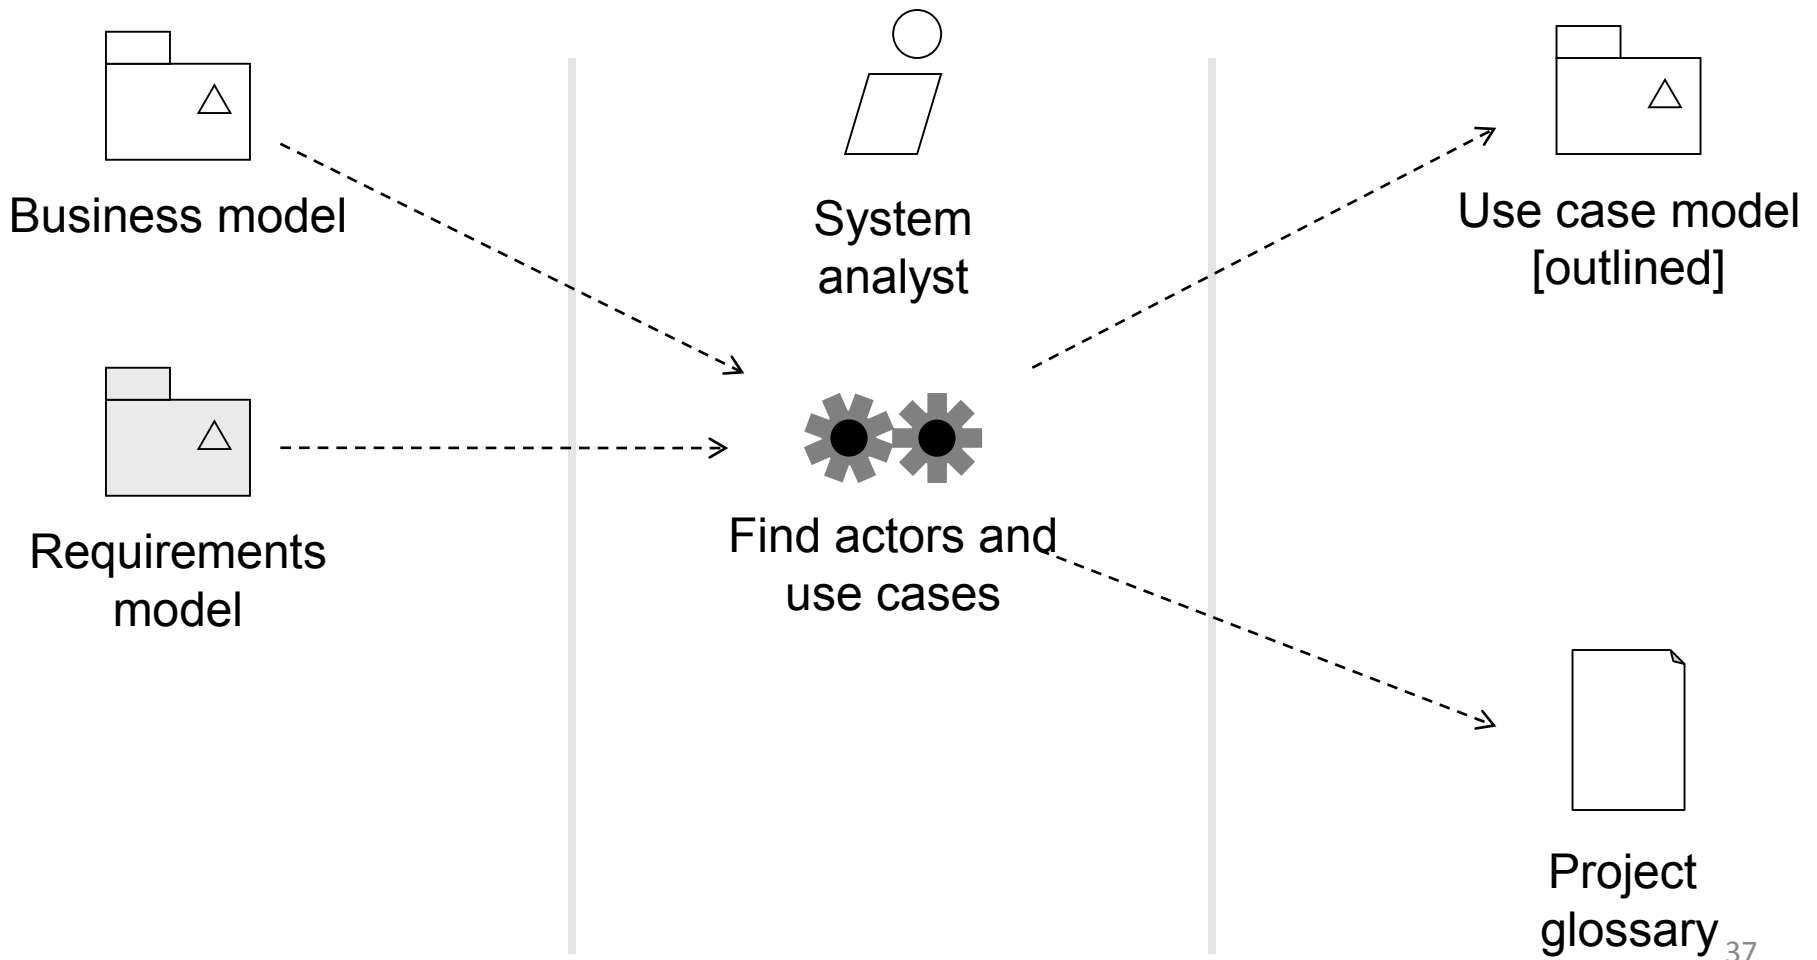 Business model
System
analyst
Use case model
[outlined]
Requirements
model
Find actors and
use cases
Project
glossary
37